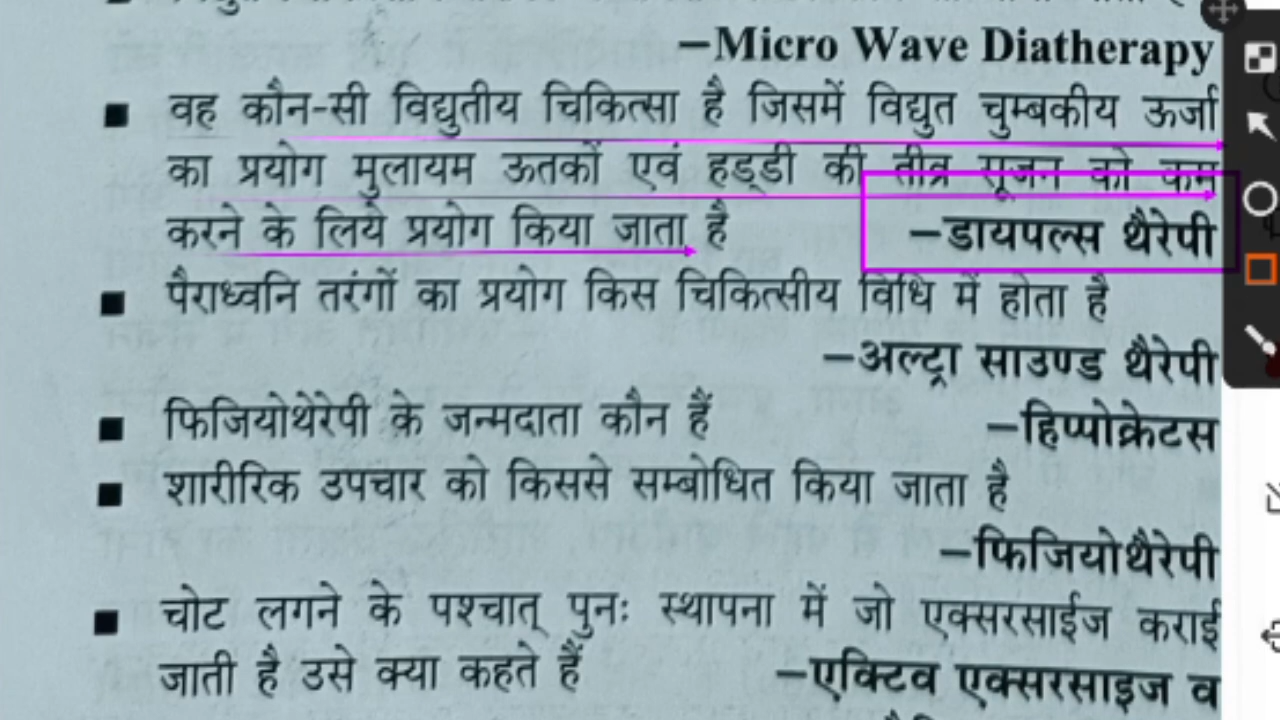 –Micro Wave Diatherapy
■ वह कौन-सी विद्युतीय चिकित्सा है जिसमें विद्युत चुम्बकीय ऊर्जा
का प्रयोग मुलायम ऊतकों एवं हड्डी की तीव्र सूजन को कम
करने के लिये प्रयोग किया जाता है –डायपल्स थैरेपी
■ पैराध्वनि तरंगों का प्रयोग किस चिकित्सीय विधि में होता है
–अल्ट्रा साउण्ड थैरेपी
■ फिजियोथेरेपी के जन्मदाता कौन हैं –हिप्पोक्रेटस
■ शारीरिक उपचार को किससे सम्बोधित किया जाता है
–फिजियोथैरेपी
■ चोट लगने के पश्चात् पुनः स्थापना में जो एक्सरसाईज कराई
जाती है उसे क्या कहते हैं –एक्टिव एक्सरसाइज व